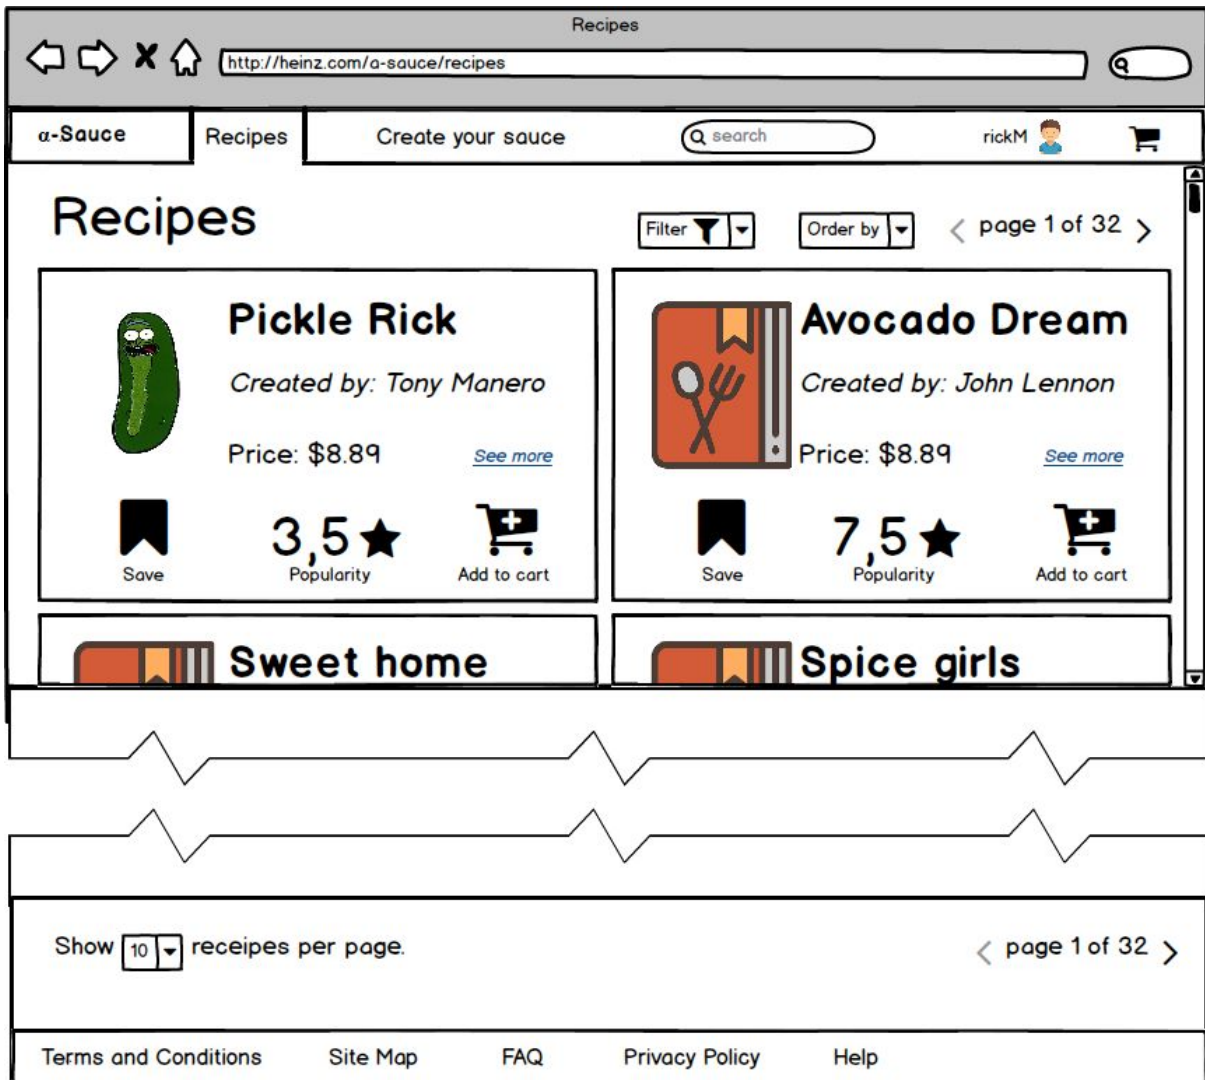 Recipes
http://heinz.com/a-sauce/recipes
α-Sauce
Recipes
Create your sauce
search
rickM
Recipes
Filter
Order by
page 1 of 32
Pickle Rick
Created by: Tony Manero
Price: $8.89
See more
Save
3,5
Popularity
Add to cart
Avocado Dream
Created by: John Lennon
Price: $8.89
See more
Save
7,5
Popularity
Add to cart
Sweet home
Spice girls
Show 10 receipes per page.
page 1 of 32
Terms and Conditions
Site Map
FAQ
Privacy Policy
Help